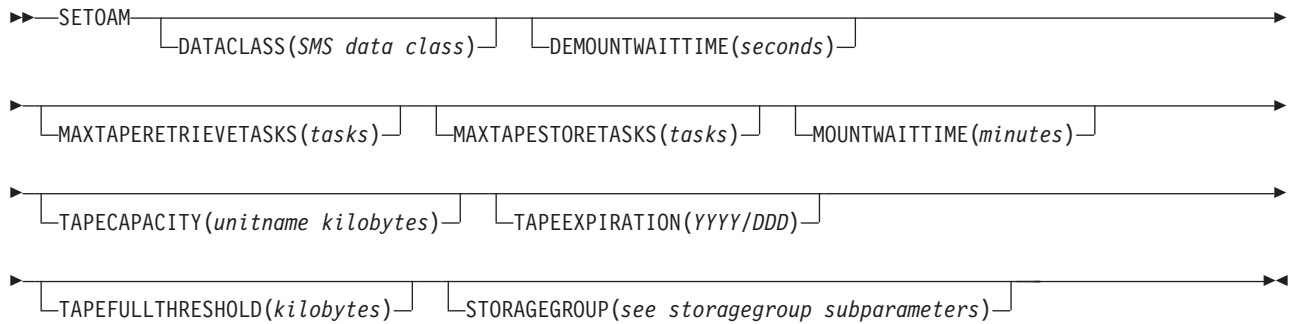 SETOAM
DATACLASS(SMS data class) DEMOUNTWAITTIME(seconds)
MAXTAPERETRIEVETASKS(tasks) MAXTAPESTORETASKS(tasks) MOUNTWAITTIME(minutes)
TAPECAPACITY(unitname kilobytes) TAPEEXPIRATION(YYYY/DDD)
TAPEFULLTHRESHOLD(kilobytes) STORAGEGROUP(see storagegroup subparameters)